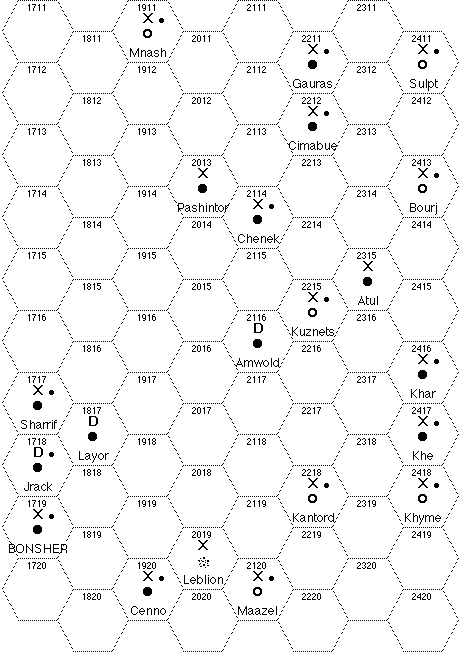 1711 1911 2111 2311
X
1811 2011 2211 2411
X X
Mnash
1712 1912 2112 2312
Gauras Sulpt
1812 2012 2212 2412
X
1713 1913 2113 2313
Cimabue
1813 2013 2213 2413
X X
1714 1914 2114 2314
X
Pashintor Bourj
1814 2014 2214 2414
Chenek
1715 1915 2115 2315
X
1815 2015 2215 2415
X
Atul
1716 1916 2116 2316
D
Kuznets
1816 2016 2216 2416
X
Amwold
1717 1917 2117 2317
X
Khar
1817 2017 2217 2417
D X
Sharrif
1718 1918 2118 2318
D
Layor Khe
1818 2018 2218 2418
X X
Jrack
1719 1919 2119 2319
X
Kantord Khyme
1819 2019 2219 2419
X
BONSHER
1720 1920 2120 2320
X X
Leblion
1820 2020 2220 2420
Cenno Maazel